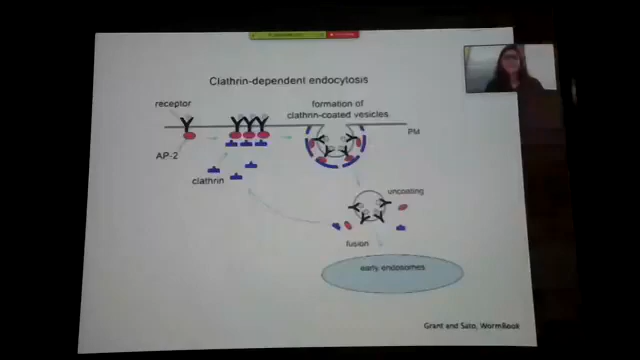 Clathrin-dependent endocytosis
receptor
formation of
clathrin-coated vesicles
PM
AP-2
clathrin
uncoating
fusion
early endosomes
Grant and Sato, WormBook